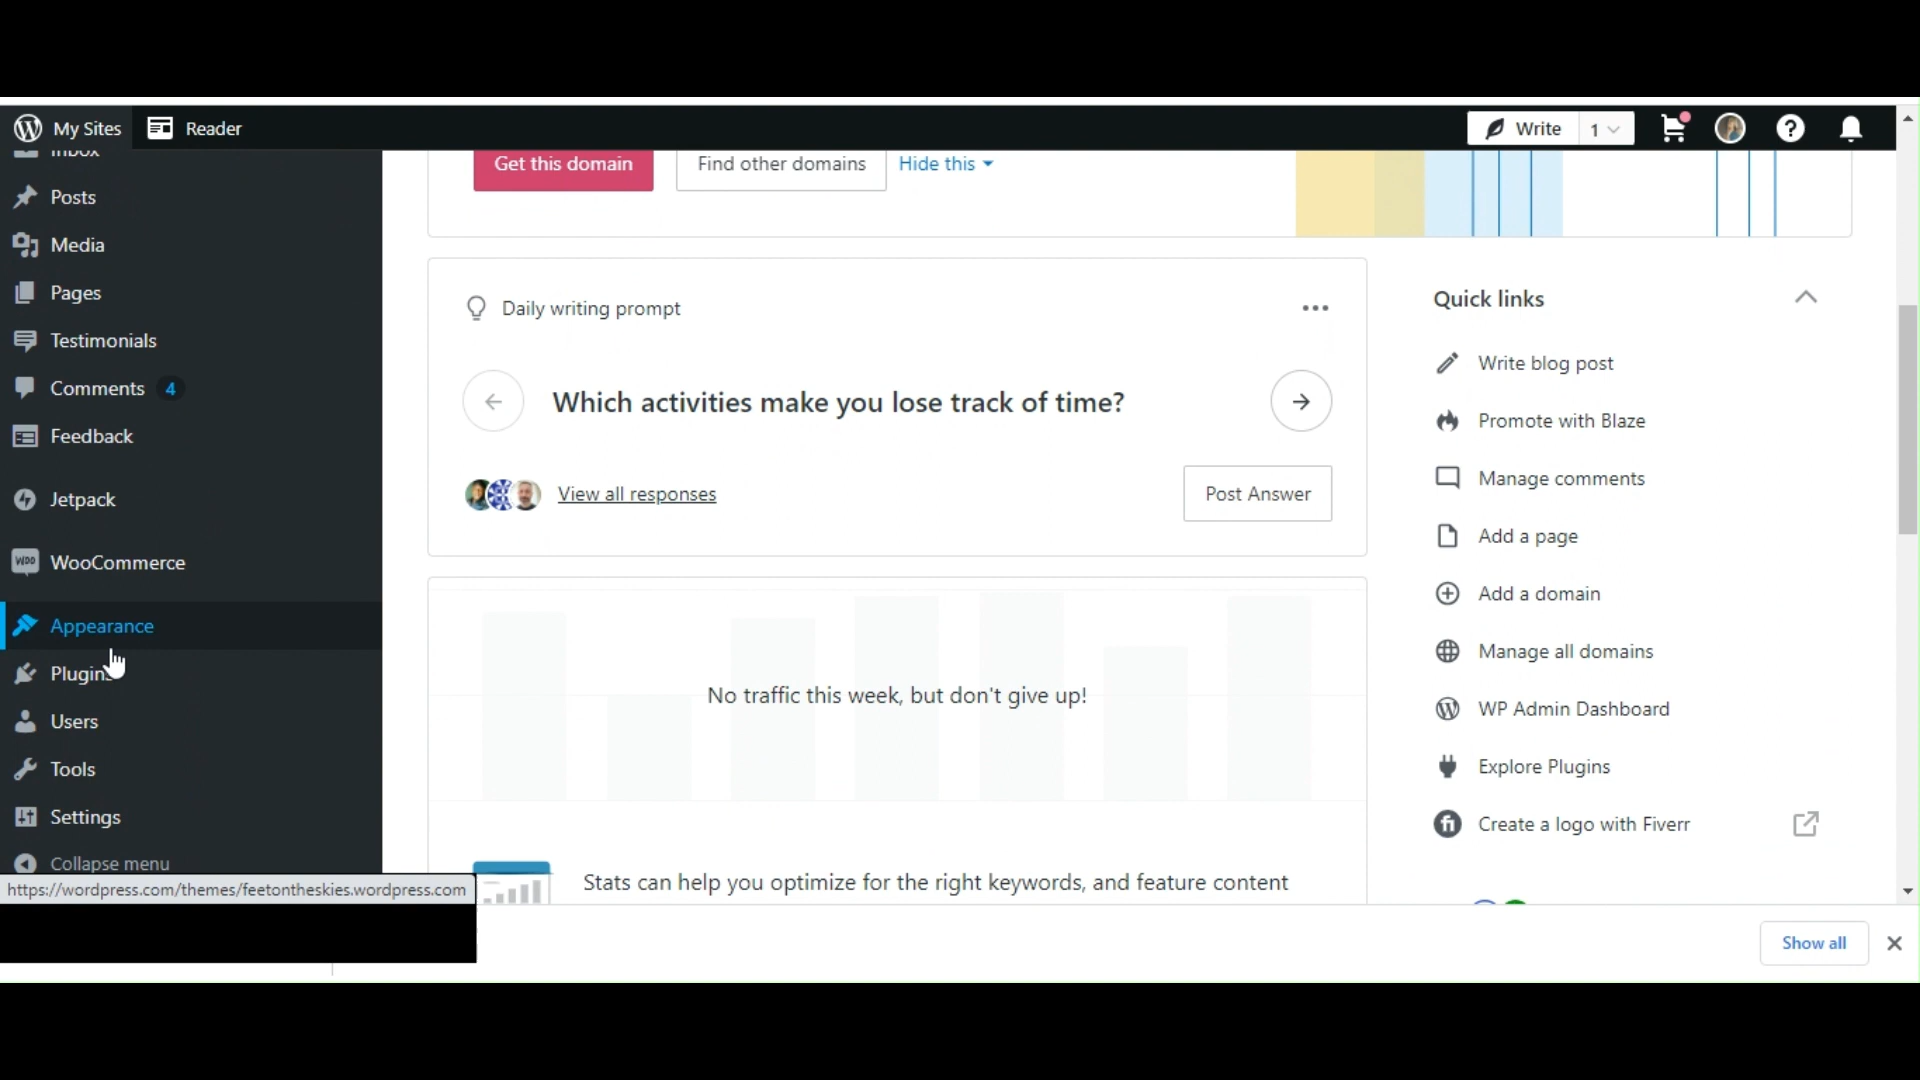 My Sites Reader Write 1
Inbox
Get this domain Find other domains Hide this
Posts
Media
Pages
Testimonials
Comments 4
Feedback
Jetpack
WooCommerce
Appearance
Plugins
Users
Tools
Settings
Collapse menu
https://wordpress.com/themes/feetontheskies.wordpress.com
Daily writing prompt
Which activities make you lose track of time?
View all responses
Post Answer
No traffic this week, but don't give up!
Stats can help you optimize for the right keywords, and feature content
Quick links
Write blog post
Promote with Blaze
Manage comments
Add a page
Add a domain
Manage all domains
WP Admin Dashboard
Explore Plugins
fi Create a logo with Fiverr
Show all